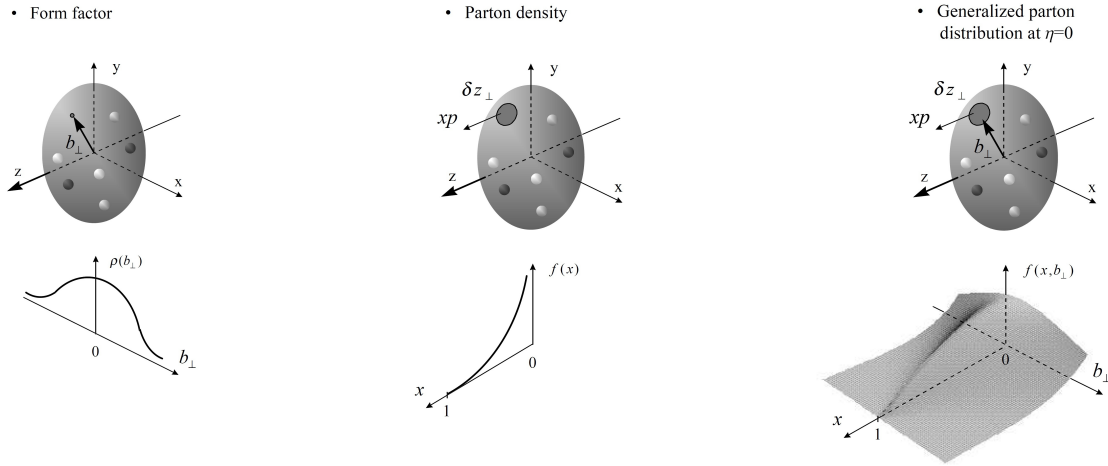 • Form factor
y
b⊥
z
x
ρ(b⊥)
0
b⊥
• Parton density
y
δz⊥
xp
z
x
f(x)
0
x
1
• Generalized parton
distribution at η=0
y
δz⊥
xp
b⊥
z
x
f(x,b⊥)
0
b⊥
x
1